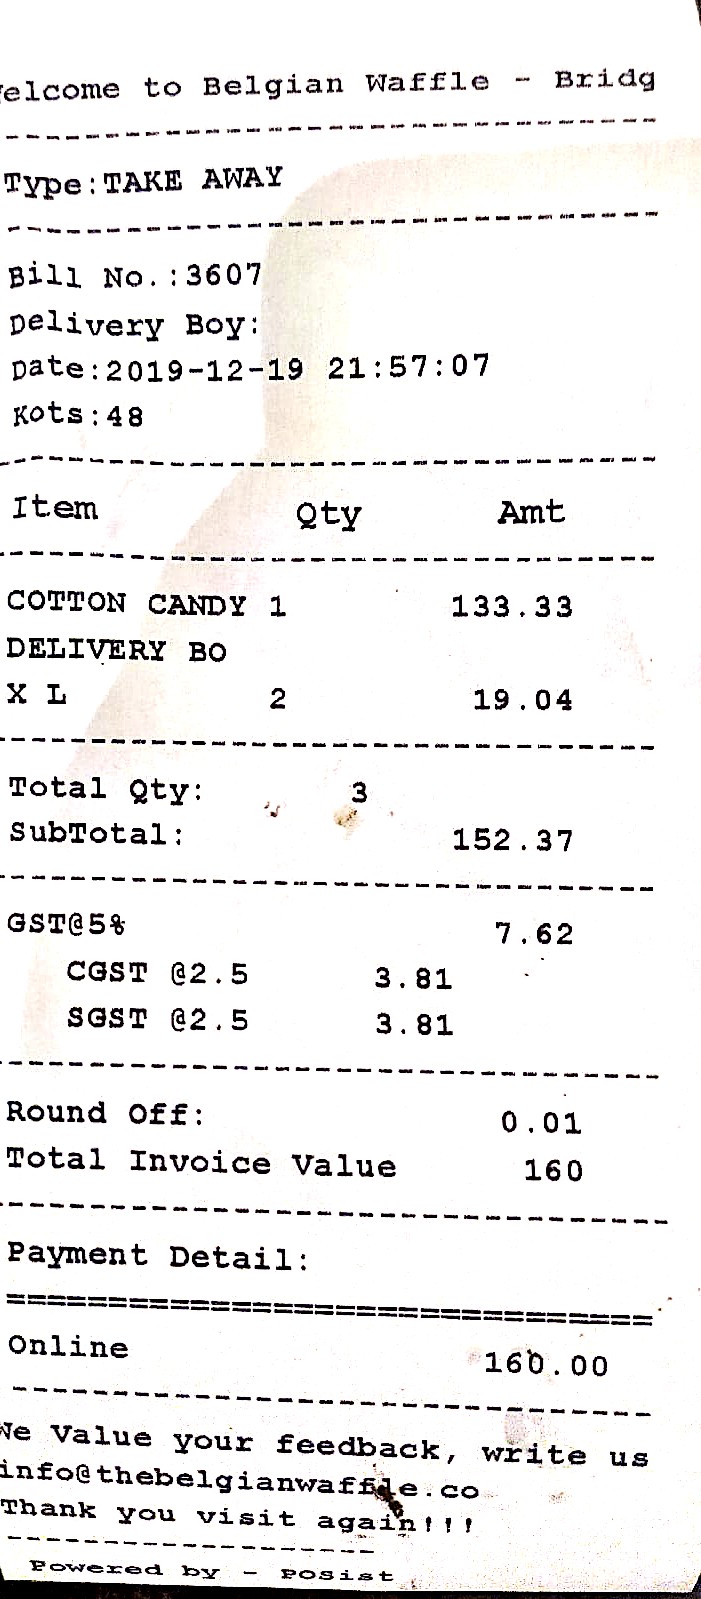 elcome to Belgian Waffle - Bridg
--------------------------------
Type:TAKE AWAY
--------------------------------
Bill No.:3607
Delivery Boy:
Date:2019-12-19 21:57:07
Kots:48
--------------------------------
Item Qty Amt
--------------------------------
COTTON CANDY 1 133.33
DELIVERY BO
X L 2 19.04
--------------------------------
Total Qty: 3
SubTotal: 152.37
--------------------------------
GST@5% 7.62
CGST @2.5 3.81
SGST @2.5 3.81
--------------------------------
Round Off: 0.01
Total Invoice Value 160
--------------------------------
Payment Detail:
================================
Online 160.00
--------------------------------
We Value your feedback, write us
info@thebelgianwaffle.co
Thank you visit again!!!
-------------------
Powered by - POSist